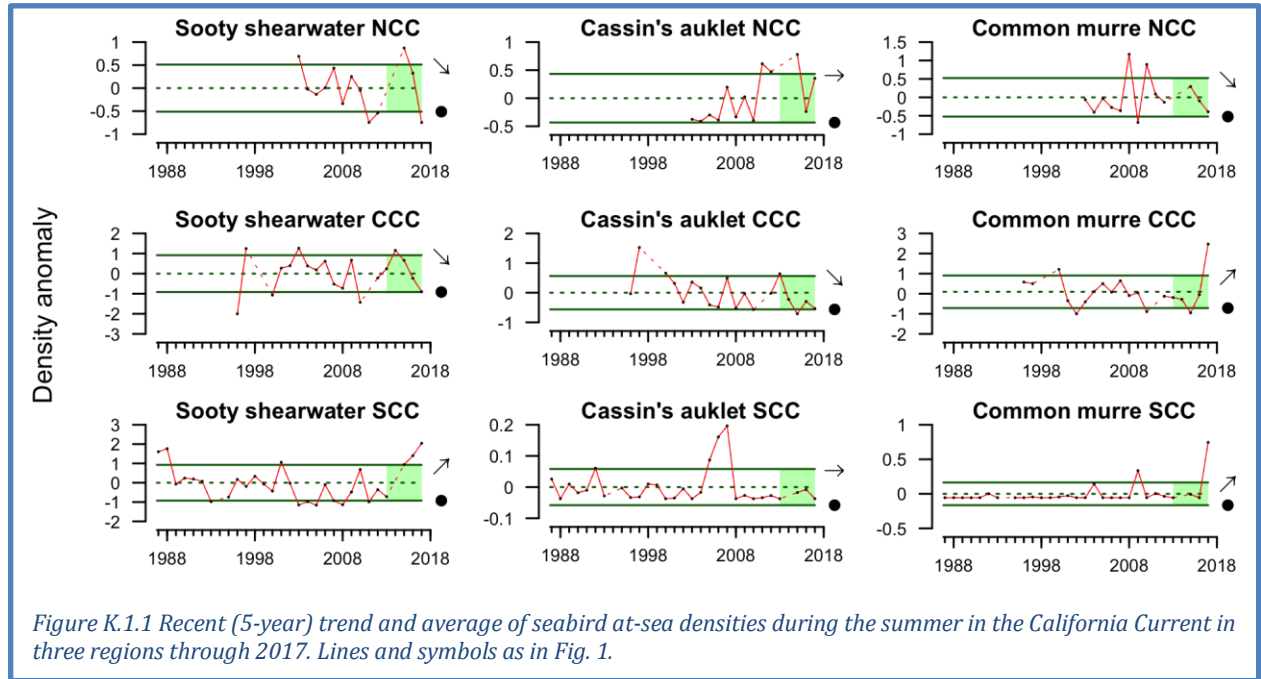 Sooty shearwater NCC
1
0.5
0
-0.5
-1
1988 1998 2008 2018
Cassin's auklet NCC
1
0.5
0
-0.5
1988 1998 2008 2018
Common murre NCC
1.5
1
0.5
0
-0.5
-1
1988 1998 2008 2018
Density anomaly
Sooty shearwater CCC
2
1
0
-1
-2
-3
1988 1998 2008 2018
Cassin's auklet CCC
2
1
0
-1
1988 1998 2008 2018
Common murre CCC
3
2
1
0
-1
-2
1988 1998 2008 2018
Sooty shearwater SCC
3
2
1
0
-1
-2
1988 1998 2008 2018
Cassin's auklet SCC
0.2
0.1
0
-0.1
1988 1998 2008 2018
Common murre SCC
1
0.5
0
-0.5
1988 1998 2008 2018
Figure K.1.1 Recent (5-year) trend and average of seabird at-sea densities during the summer in the California Current in
three regions through 2017. Lines and symbols as in Fig. 1.